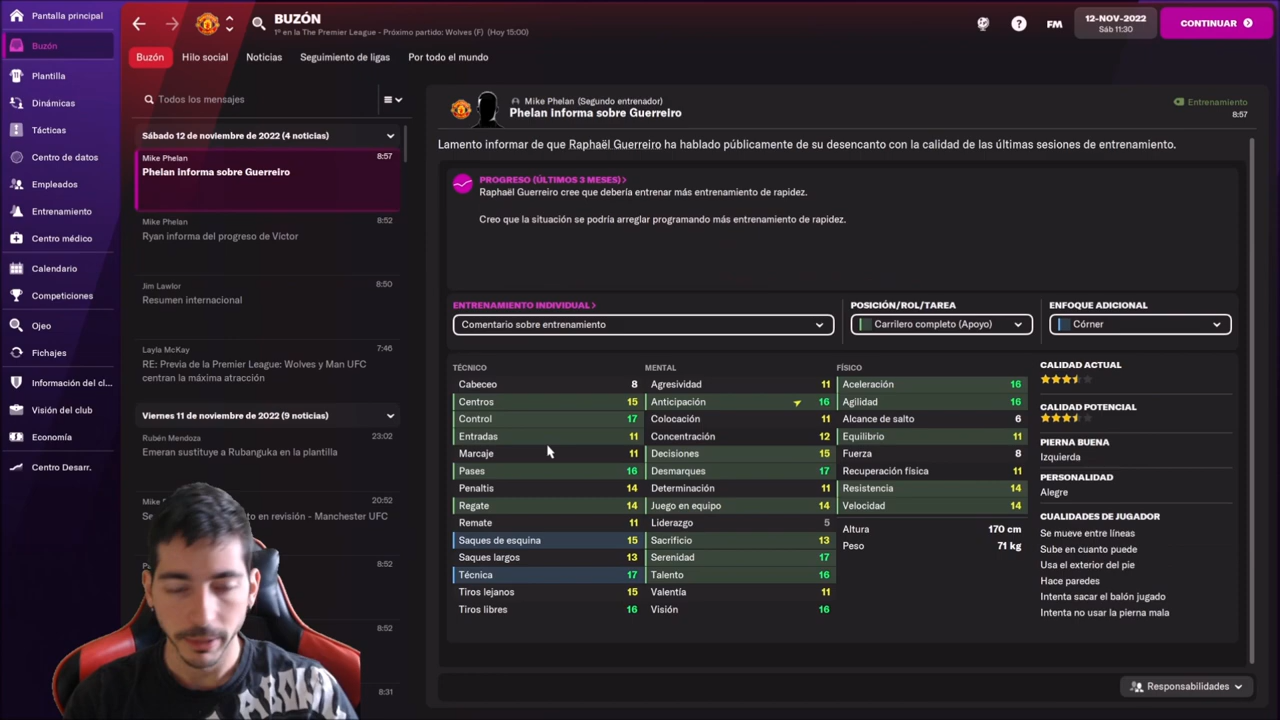 Pantalla principal
Buzón
Plantilla
Dinámicas
Tácticas
Centro de datos
Empleados
Entrenamiento
Centro médico
Calendario
Competiciones
Ojeo
Fichajes
Información del cl...
Visión del club
Economía
Centro Desarr.
BUZÓN
1º en la The Premier League - Próximo partido: Wolves (F) (Hoy 15:00)
FM
12-NOV-2022
Sáb 11:30
CONTINUAR
Buzón
Hilo social
Noticias
Seguimiento de ligas
Por todo el mundo
Todos los mensajes
Sábado 12 de noviembre de 2022 (4 noticias)
Mike Phelan 8:57
Phelan informa sobre Guerreiro
Mike Phelan 8:52
Ryan informa del progreso de Víctor
Jim Lawlor 8:50
Resumen internacional
Layla McKay 7:46
RE: Previa de la Premier League: Wolves y Man UFC
centran la máxima atracción
Viernes 11 de noviembre de 2022 (9 noticias)
Rubén Mendoza 23:02
Emeran sustituye a Rubanguka en la plantilla
20:52
en revisión - Manchester UFC
8:52
8:52
8:31
Mike Phelan (Segundo entrenador)
Phelan informa sobre Guerreiro
Entrenamiento
8:57
Lamento informar de que Raphaël Guerreiro ha hablado públicamente de su desencanto con la calidad de las últimas sesiones de entrenamiento.
PROGRESO (ÚLTIMOS 3 MESES)>
Raphaël Guerreiro cree que debería entrenar más entrenamiento de rapidez.
Creo que la situación se podría arreglar programando más entrenamiento de rapidez.
ENTRENAMIENTO INDIVIDUAL>
Comentario sobre entrenamiento
POSICIÓN/ROL/TAREA
Carrilero completo (Apoyo)
ENFOQUE ADICIONAL
Córner
TÉCNICO
Cabeceo 8
Centros 15
Control 17
Entradas 11
Marcaje 11
Pases 16
Penaltis 14
Regate 14
Remate 11
Saques de esquina 15
Saques largos 13
Técnica 17
Tiros lejanos 15
Tiros libres 16
MENTAL
Agresividad 11
Anticipación 16
Colocación 11
Concentración 12
Decisiones 15
Desmarques 17
Determinación 11
Juego en equipo 14
Liderazgo 5
Sacrificio 13
Serenidad 17
Talento 16
Valentía 11
Visión 16
FÍSICO
Aceleración 16
Agilidad 16
Alcance de salto 6
Equilibrio 11
Fuerza 8
Recuperación física 11
Resistencia 14
Velocidad 14
Altura 170 cm
Peso 71 kg
CALIDAD ACTUAL
CALIDAD POTENCIAL
PIERNA BUENA
Izquierda
PERSONALIDAD
Alegre
CUALIDADES DE JUGADOR
Se mueve entre líneas
Sube en cuanto puede
Usa el exterior del pie
Hace paredes
Intenta sacar el balón jugado
Intenta no usar la pierna mala
Responsabilidades